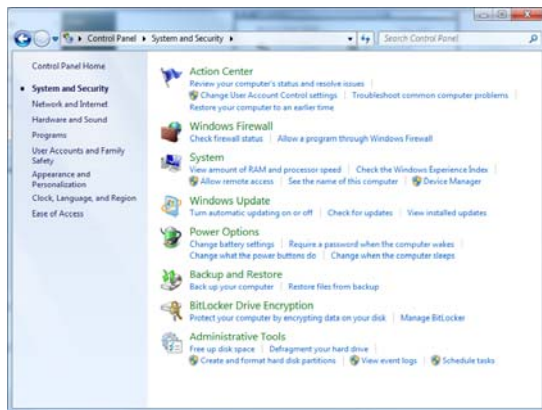 Control Panel ▸ System and Security ▸
Search Control Panel
Control Panel Home
System and Security
Network and Internet
Hardware and Sound
Programs
User Accounts and Family
Safety
Appearance and
Personalization
Clock, Language, and Region
Ease of Access
Action Center
Review your computer's status and resolve issues
Change User Account Control settings | Troubleshoot common computer problems
Restore your computer to an earlier time
Windows Firewall
Check firewall status | Allow a program through Windows Firewall
System
View amount of RAM and processor speed | Check the Windows Experience Index
Allow remote access | See the name of this computer | Device Manager
Windows Update
Turn automatic updating on or off | Check for updates | View installed updates
Power Options
Change battery settings | Require a password when the computer wakes
Change what the power buttons do | Change when the computer sleeps
Backup and Restore
Back up your computer | Restore files from backup
BitLocker Drive Encryption
Protect your computer by encrypting data on your disk | Manage BitLocker
Administrative Tools
Free up disk space | Defragment your hard drive
Create and format hard disk partitions | View event logs | Schedule tasks